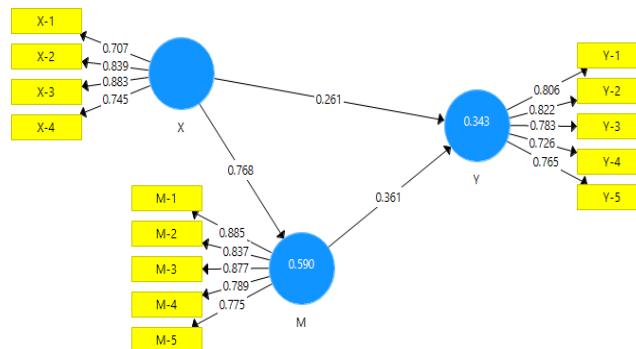 X-1
X-2
X-3
X-4
0.707
0.839
0.883
0.745
X
0.261
0.768
0.361
Y-1
Y-2
Y-3
Y-4
Y-5
0.806
0.822
0.783
0.726
0.765
0.343
Y
M-1
M-2
M-3
M-4
M-5
0.885
0.837
0.877
0.789
0.775
0.590
M